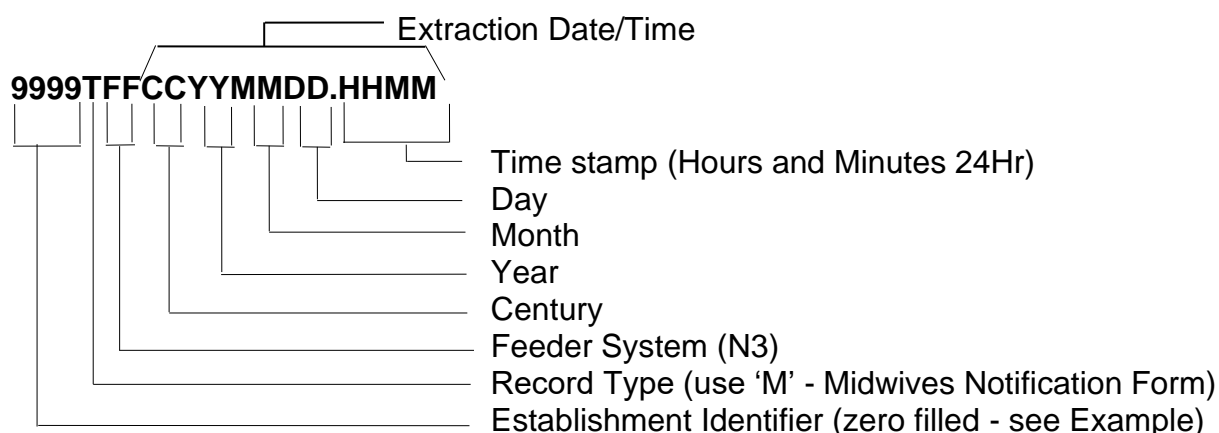 Extraction Date/Time
9999TFFCCYYMMDD.HHMM
Time stamp (Hours and Minutes 24Hr)
Day
Month
Year
Century
Feeder System (N3)
Record Type (use ‘M’ - Midwives Notification Form)
Establishment Identifier (zero filled - see Example)